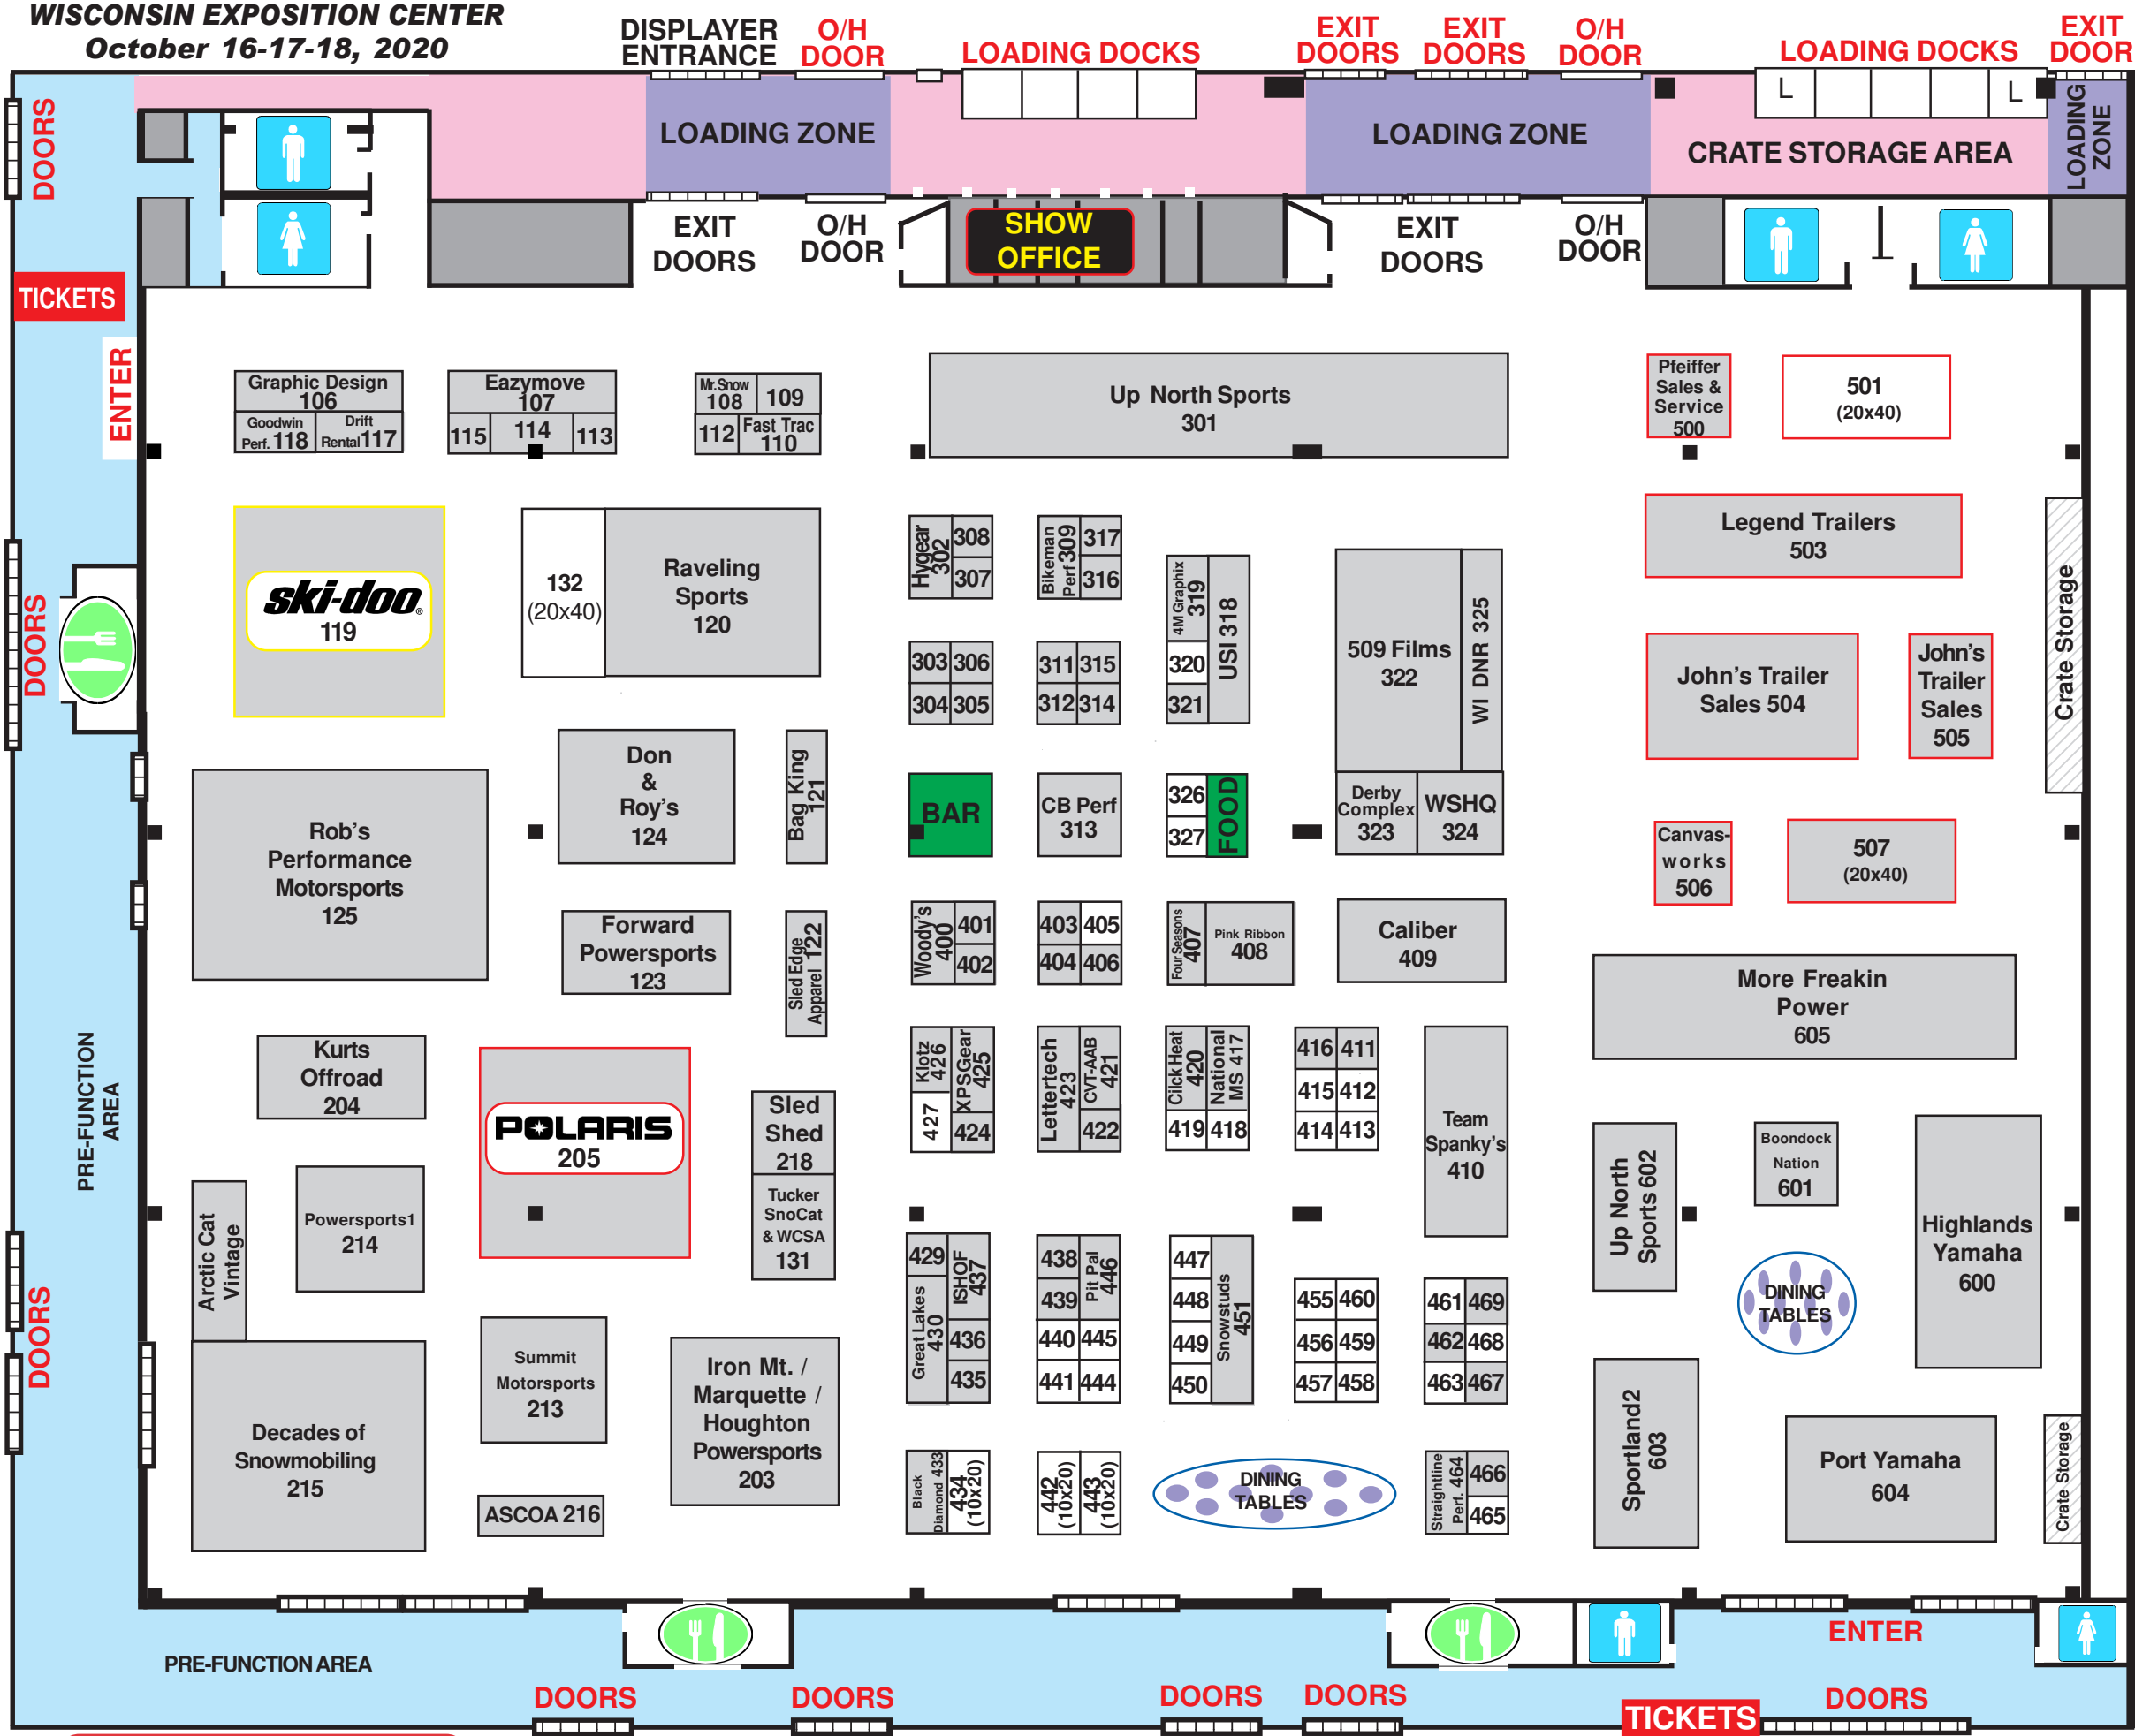 WISCONSIN EXPOSITION CENTER
October 16-17-18, 2020
DISPLAYER
ENTRANCE
O/H
DOOR
LOADING DOCKS
EXIT
DOORS
EXIT
DOORS
O/H
DOOR
LOADING DOCKS
EXIT
DOOR
L
L
DOORS
LOADING ZONE
LOADING ZONE
CRATE STORAGE AREA
LOADING
ZONE
EXIT
DOORS
O/H
DOOR
SHOW
OFFICE
EXIT
DOORS
O/H
DOOR
TICKETS
ENTER
Graphic Design
106
Goodwin
Perf. 118
Drift
Rental 117
Eazymove
107
115
114
113
Mr.Snow
108
109
112
Fast Trac
110
Up North Sports
301
Pfeiffer
Sales &
Service
500
501
(20x40)
ski-doo
119
132
(20x40)
Raveling
Sports
120
Hygear
302
308
307
Bikeman
Perf 309
317
316
4M Graphix
319
USI 318
320
321
303
306
304
305
311
315
312
314
509 Films
322
WI DNR 325
Legend Trailers
503
John's Trailer
Sales 504
John's
Trailer
Sales
505
Crate Storage
DOORS
Rob's
Performance
Motorsports
125
Don
&
Roy's
124
Bag King
121
BAR
CB Perf
313
326
327
FOOD
Derby
Complex
323
WSHQ
324
Canvas-
works
506
507
(20x40)
Forward
Powersports
123
Sled Edge
Apparel 122
Woody's
400
401
402
403
405
404
406
Four Seasons
407
Pink Ribbon
408
Caliber
409
More Freakin
Power
605
PRE-FUNCTION
AREA
Kurts
Offroad
204
POLARIS
205
Sled
Shed
218
Tucker
SnoCat
& WCSA
131
Klotz
426
XPSGear
425
427
424
Lettertech
423
CVT-AAB
421
422
Cilck Heat
420
National
MS 417
419
418
416
411
415
412
414
413
Team
Spanky's
410
Up North
Sports 602
Boondock
Nation
601
Highlands
Yamaha
600
DINING
TABLES
Arctic Cat
Vintage
Powersports1
214
DOORS
Decades of
Snowmobiling
215
Summit
Motorsports
213
ASCOA 216
Iron Mt. /
Marquette /
Houghton
Powersports
203
429
ISHOF
437
Great Lakes
430
436
435
438
Pit Pal
446
439
440
445
441
444
447
448
449
450
Snowstuds
451
455
460
456
459
457
458
461
469
462
468
463
467
Black
Diamond 433
434
(10x20)
442
(10x20)
443
(10x20)
DINING
TABLES
Straightline
Perf. 464
466
465
Sportland2
603
Port Yamaha
604
Crate Storage
PRE-FUNCTION AREA
ENTER
DOORS
DOORS
DOORS
DOORS
TICKETS
DOORS